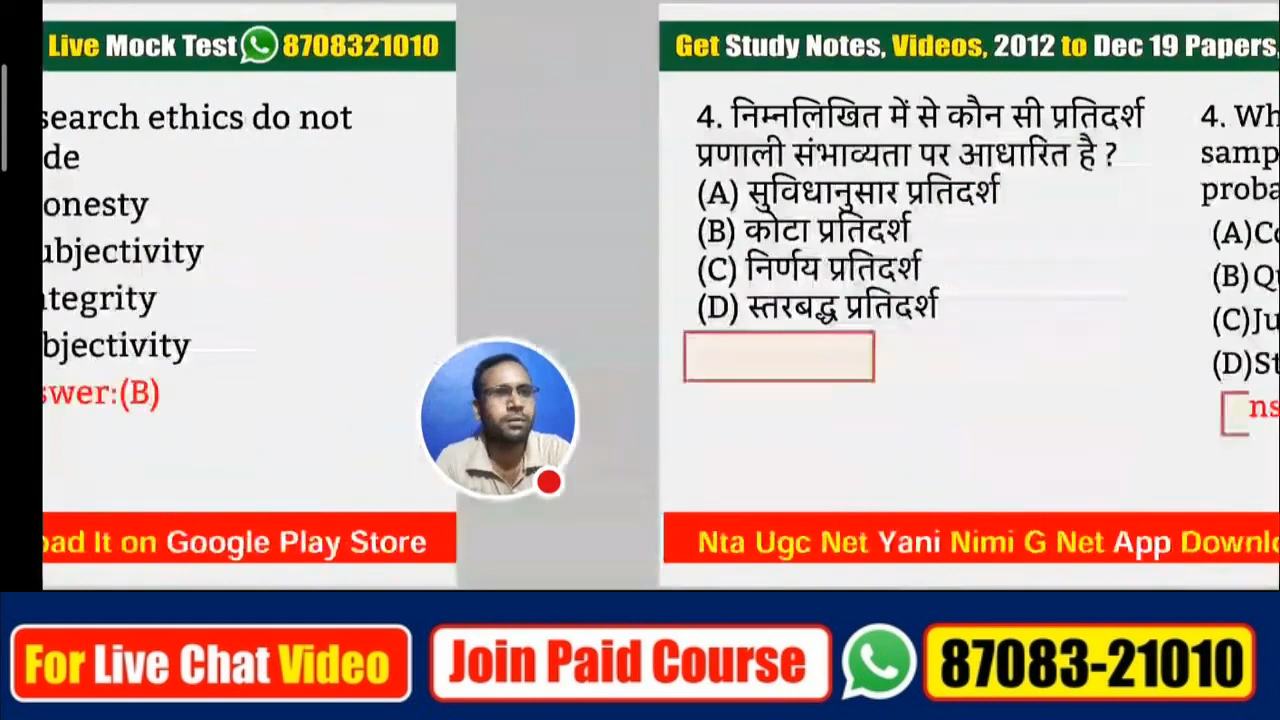 Live Mock Test 8708321010
search ethics do not
de
onesty
ubjectivity
ntegrity
bjectivity
swer:(B)
oad It on Google Play Store
Get Study Notes, Videos, 2012 to Dec 19 Papers,
4. निम्नलिखित में से कौन सी प्रतिदर्श
प्रणाली संभाव्यता पर आधारित है ?
(A) सुविधानुसार प्रतिदर्श
(B) कोटा प्रतिदर्श
(C) निर्णय प्रतिदर्श
(D) स्तरबद्ध प्रतिदर्श
4. Wh
samp
proba
(A)Co
(B)Qu
(C)Ju
(D)St
ns
Nta Ugc Net Yani Nimi G Net App Downlo
For Live Chat Video
Join Paid Course
87083-21010